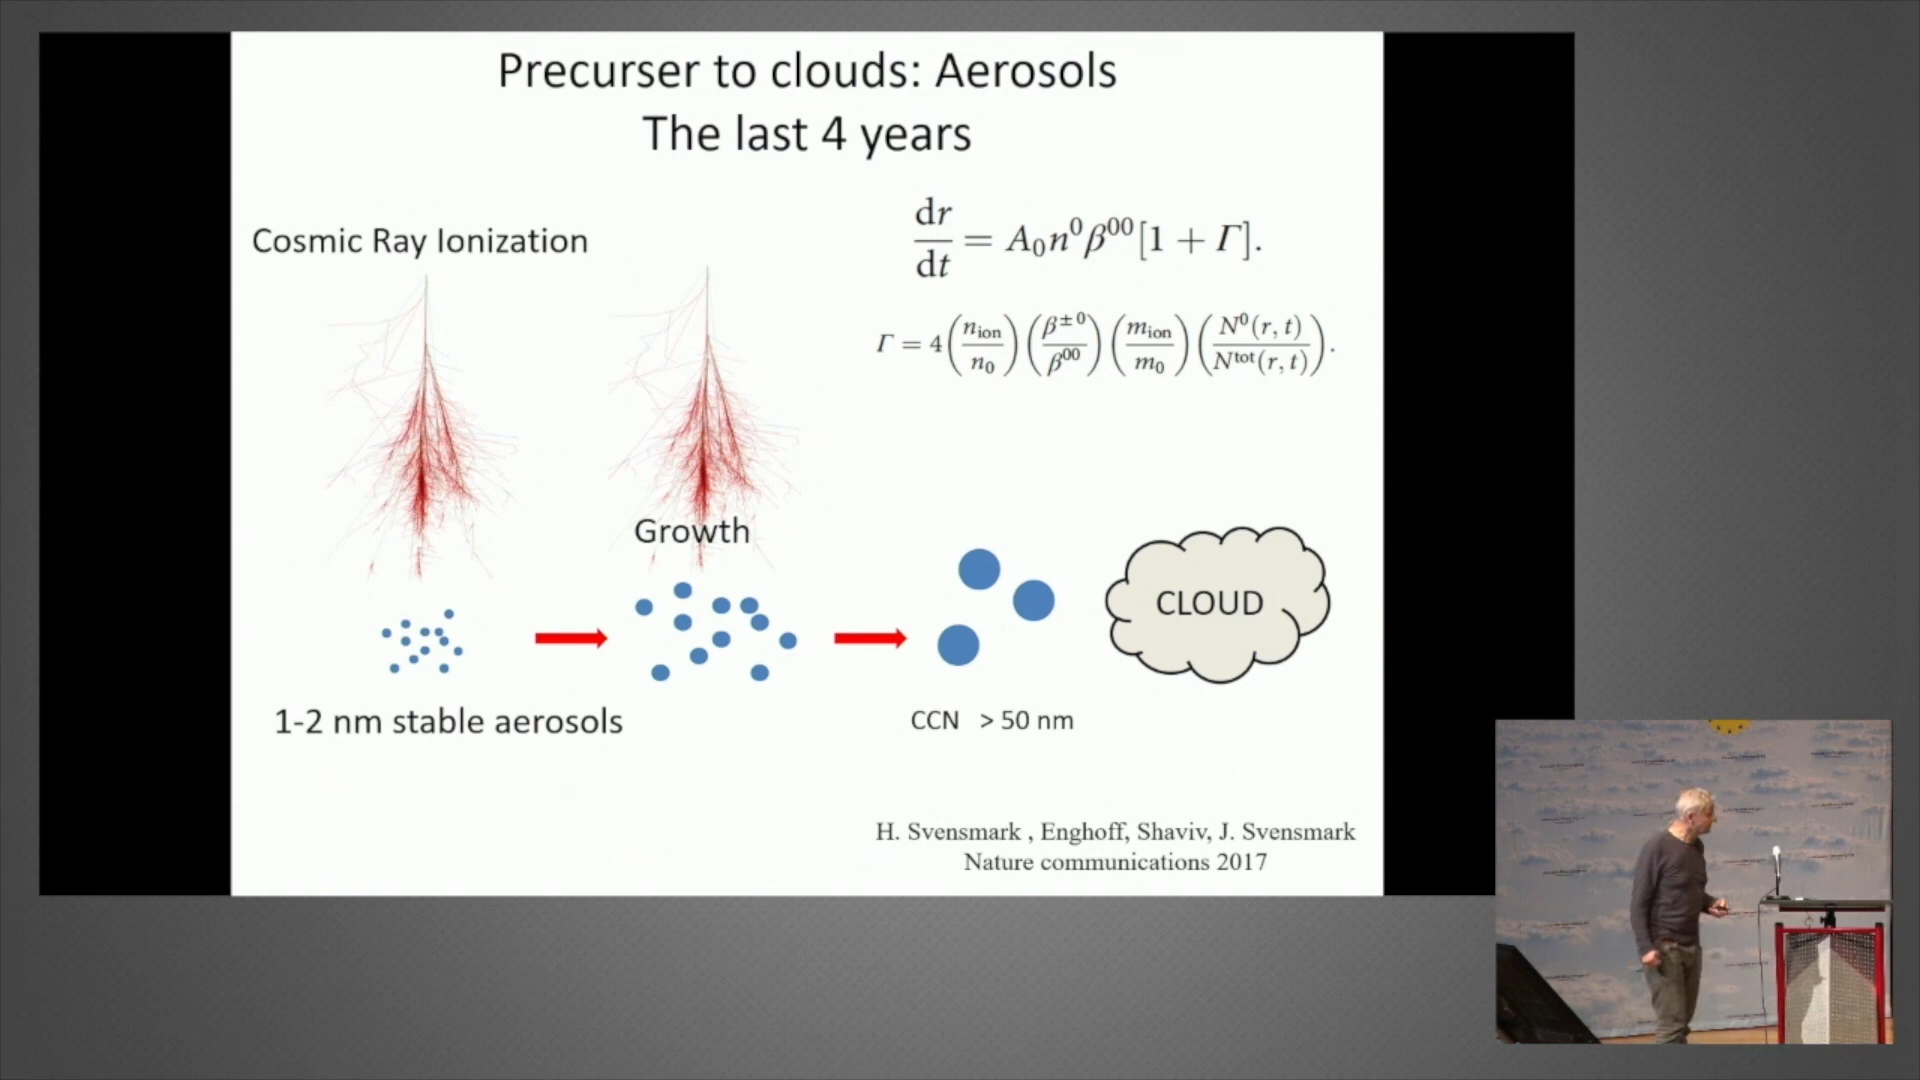 Precurser to clouds: Aerosols
The last 4 years
Cosmic Ray Ionization
dr/dt = A₀n⁰β⁰⁰[1 + Γ].
Γ = 4(n_ion/n₀)(β^±0/β⁰⁰)(m_ion/m₀)(N⁰(r, t)/N^tot(r, t)).
Growth
CLOUD
1-2 nm stable aerosols
CCN > 50 nm
H. Svensmark , Enghoff, Shaviv, J. Svensmark
Nature communications 2017